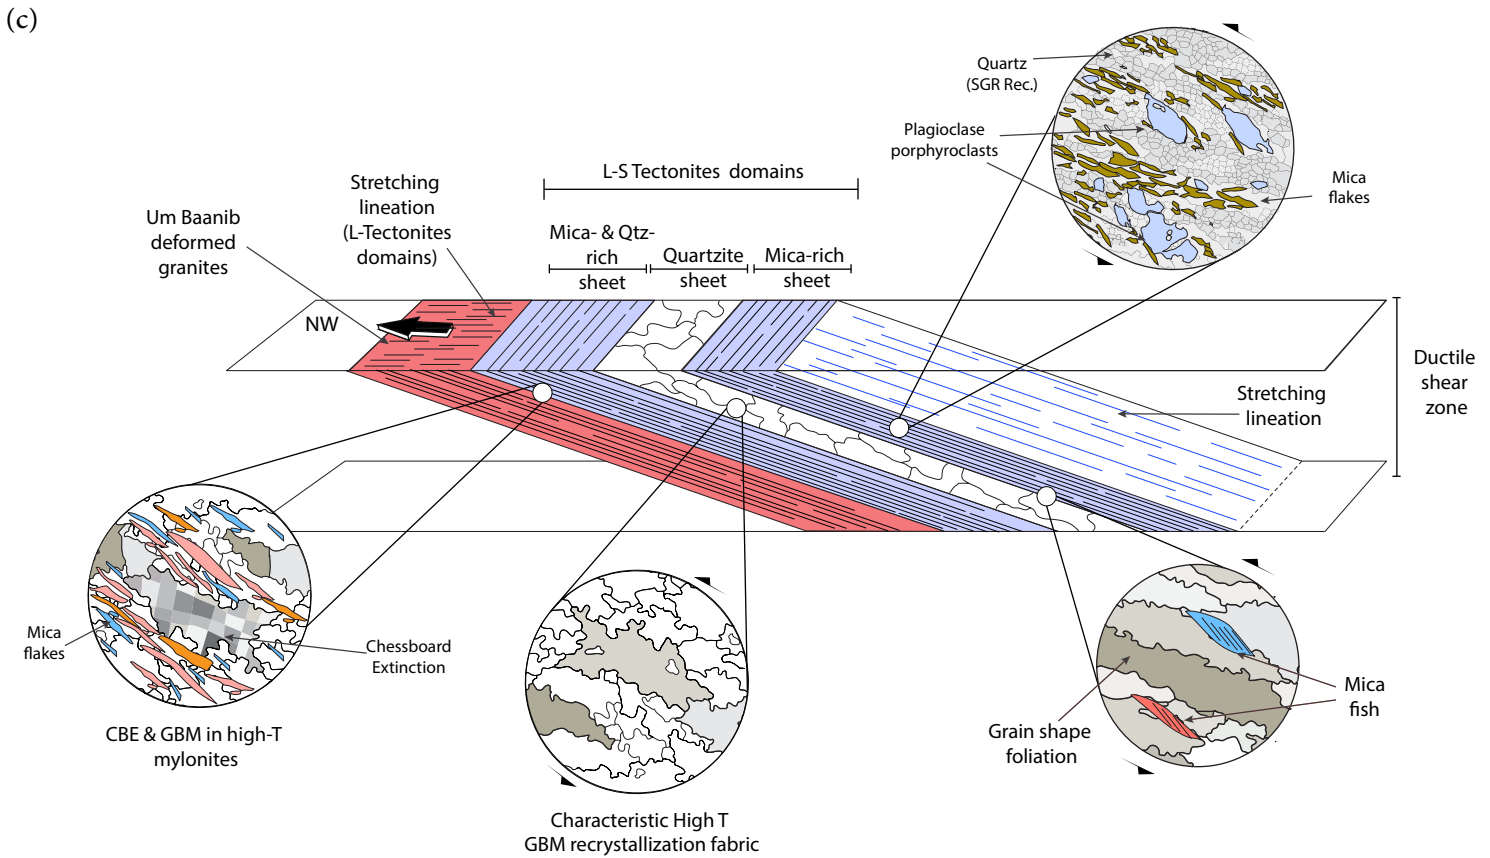 (c)
Quartz
(SGR Rec.)
Plagioclase
porphyroclasts
Mica
flakes
L-S Tectonites domains
Stretching
lineation
(L-Tectonites
domains)
Um Baanib
deformed
granites
Mica- & Qtz-
rich
sheet
Quartzite
sheet
Mica-rich
sheet
NW
Ductile
shear
zone
Stretching
lineation
Mica
flakes
Chessboard
Extinction
CBE & GBM in high-T
mylonites
Characteristic High T
GBM recrystallization fabric
Grain shape
foliation
Mica
fish